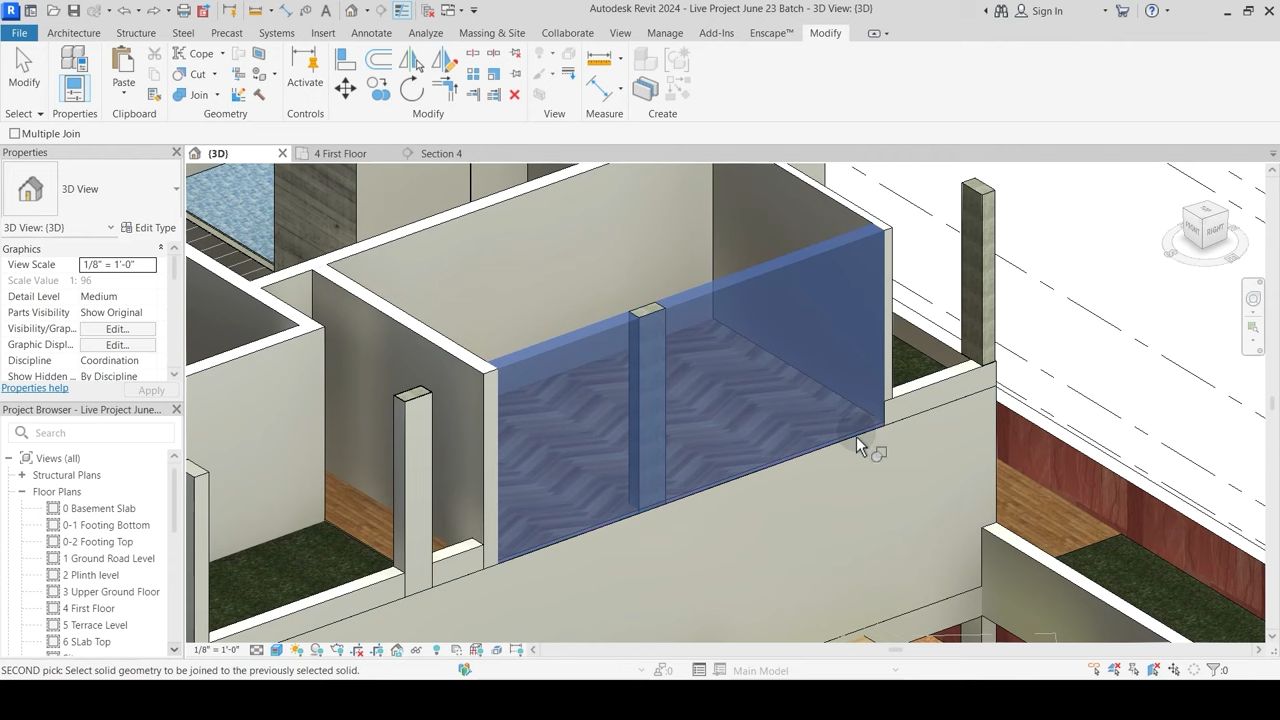 Autodesk Revit 2024 - Live Project June 23 Batch - 3D View: {3D}
Sign In
File Architecture Structure Steel Precast Systems Insert Annotate Analyze Massing & Site Collaborate View Manage Add-Ins Enscape™ Modify
Modify
Properties
Paste
Cope
Cut
Join
Activate
Select Properties Clipboard Geometry Controls Modify View Measure Create
Multiple Join
Properties
{3D}
4 First Floor
Section 4
3D View
3D View: {3D}
Edit Type
Graphics
View Scale 1/8" = 1'-0"
Scale Value 1: 96
Detail Level Medium
Parts Visibility Show Original
Visibility/Grap... Edit...
Graphic Displ... Edit...
Discipline Coordination
Show Hidden By Discipline
Properties help
Apply
Project Browser - Live Project June...
Search
Views (all)
Structural Plans
Floor Plans
0 Basement Slab
0-1 Footing Bottom
0-2 Footing Top
1 Ground Road Level
2 Plinth level
3 Upper Ground Floor
4 First Floor
5 Terrace Level
6 SLab Top
TOP
FRONT
RIGHT
1/8" = 1'-0"
SECOND pick: Select solid geometry to be joined to the previously selected solid.
:0
Main Model
:0